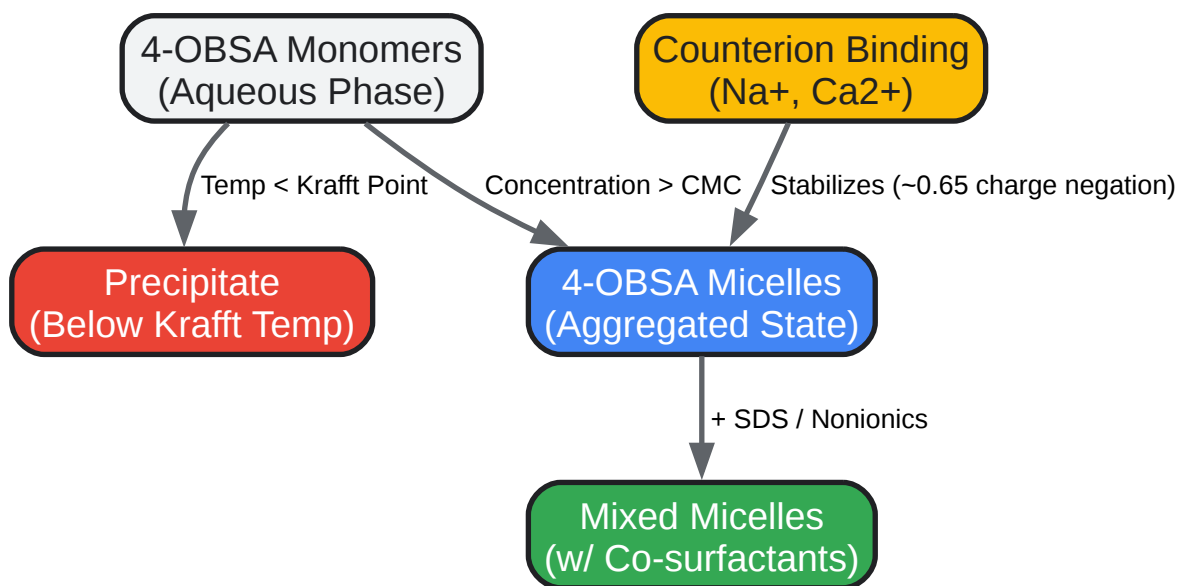 4-OBSA Monomers
(Aqueous Phase)
Counterion Binding
(Na+, Ca2+)
Temp < Krafft Point
Concentration > CMC
Stabilizes (~0.65 charge negation)
Precipitate
(Below Krafft Temp)
4-OBSA Micelles
(Aggregated State)
+ SDS / Nonionics
Mixed Micelles
(w/ Co-surfactants)